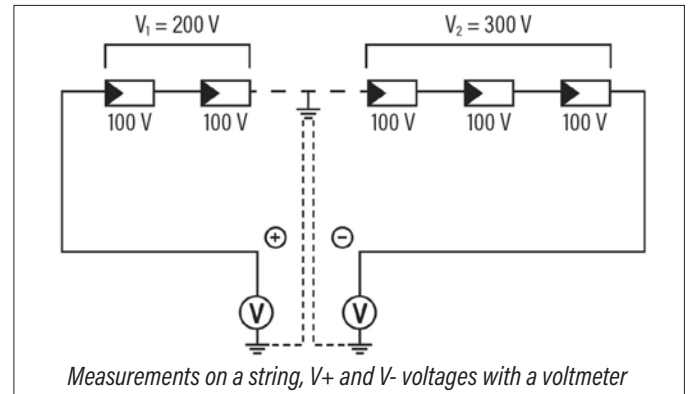 V₁ = 200 V V₂ = 300 V
100 V 100 V 100 V 100 V 100 V
+ −
V V
Measurements on a string, V+ and V- voltages with a voltmeter